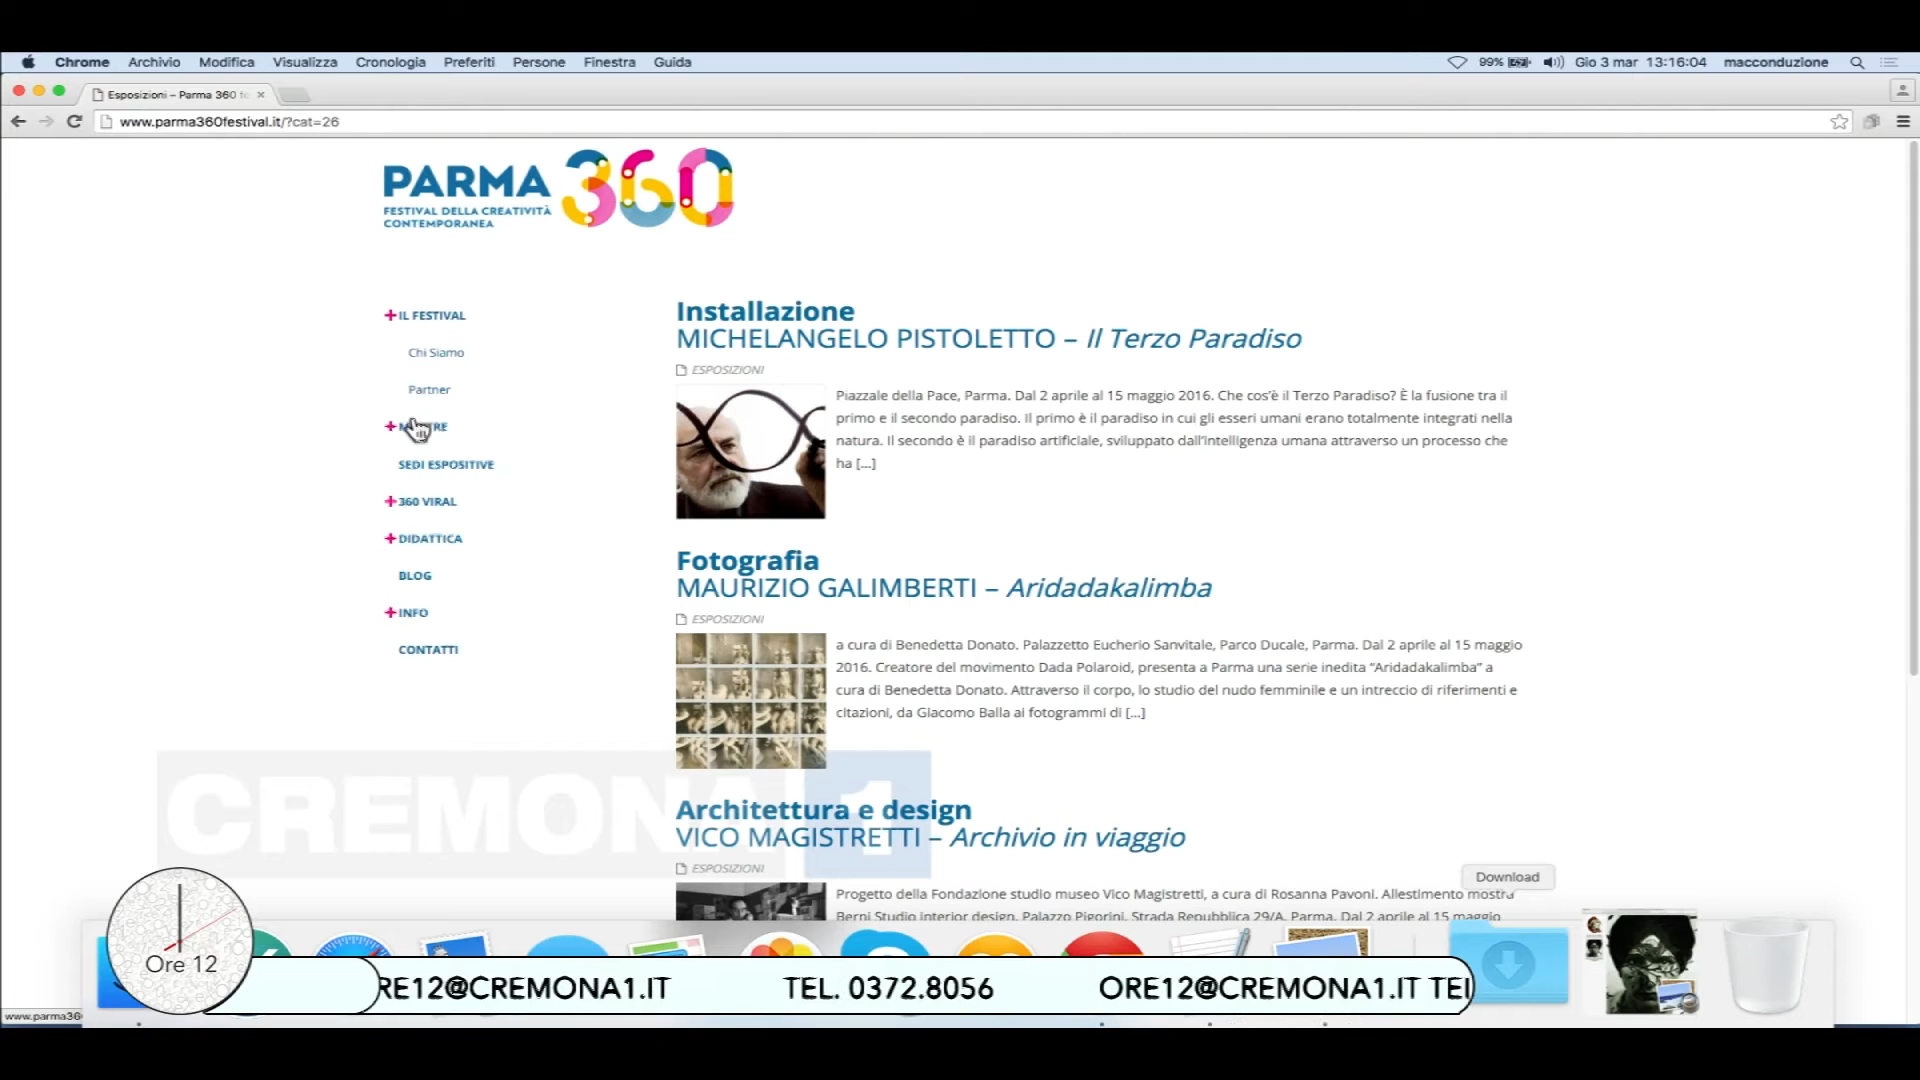 Chrome Archivio Modifica Visualizza Cronologia Preferiti Persone Finestra Guida
99% Gio 3 mar 13:16:04 macconduzione
Esposizioni – Parma 360
www.parma360festival.it/?cat=26
PARMA 360
FESTIVAL DELLA CREATIVITÀ
CONTEMPORANEA
IL FESTIVAL
Chi Siamo
Partner
SEDI ESPOSITIVE
360 VIRAL
DIDATTICA
BLOG
INFO
CONTATTI
Installazione
MICHELANGELO PISTOLETTO – Il Terzo Paradiso
ESPOSIZIONI
Piazzale della Pace, Parma. Dal 2 aprile al 15 maggio 2016. Che cos’è il Terzo Paradiso? È la fusione tra il
primo e il secondo paradiso. Il primo è il paradiso in cui gli esseri umani erano totalmente integrati nella
natura. Il secondo è il paradiso artificiale, sviluppato dall’intelligenza umana attraverso un processo che
ha [...]
Fotografia
MAURIZIO GALIMBERTI – Aridadakalimba
ESPOSIZIONI
a cura di Benedetta Donato. Palazzetto Eucherio Sanvitale, Parco Ducale, Parma. Dal 2 aprile al 15 maggio
2016. Creatore del movimento Dada Polaroid, presenta a Parma una serie inedita “Aridadakalimba” a
cura di Benedetta Donato. Attraverso il corpo, lo studio del nudo femminile e un intreccio di riferimenti e
citazioni, da Giacomo Balla ai fotogrammi di [...]
Architettura e design
VICO MAGISTRETTI – Archivio in viaggio
ESPOSIZIONI
Progetto della Fondazione studio museo Vico Magistretti, a cura di Rosanna Pavoni. Allestimento mostra
Berni Studio interior design. Palazzo Pigorini, Strada Repubblica 29/A, Parma. Dal 2 aprile al 15 maggio
CREMONA 1
Download
Ore 12
RE12@CREMONA1.IT TEL. 0372.8056 ORE12@CREMONA1.IT TEL
www.parma36